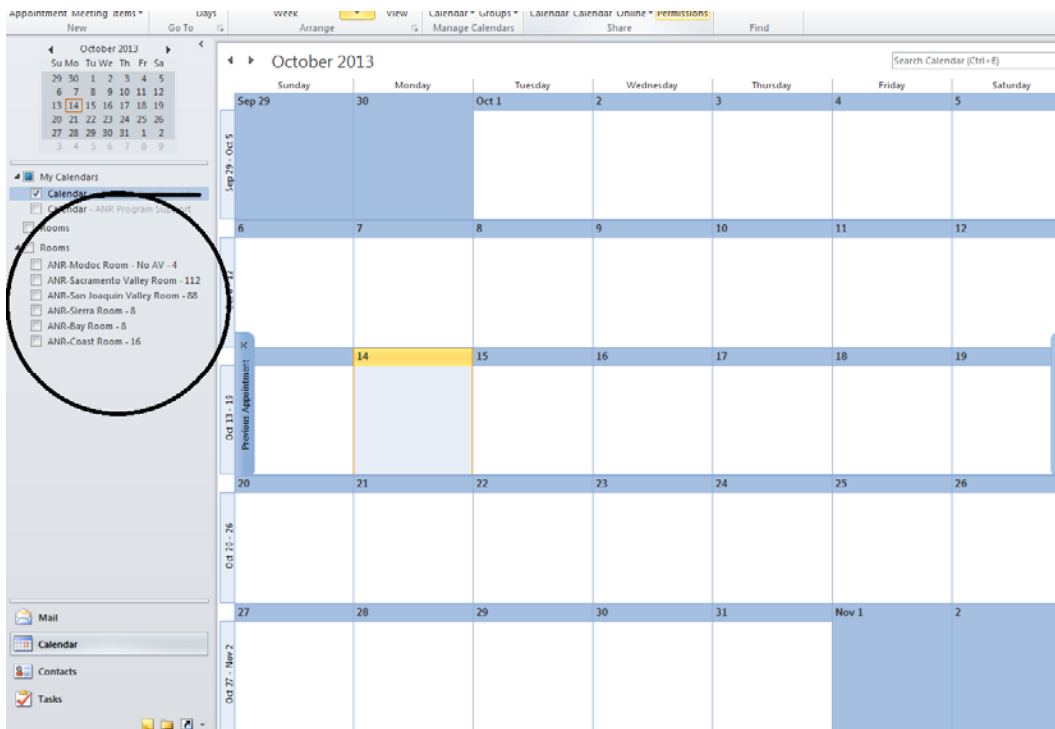 Appointment Meeting Items
Days
Week
View
Calendar Groups
Calendar Calendar Online Permissions
New
Go To
Arrange
Manage Calendars
Share
Find
October 2013
Su Mo Tu We Th Fr Sa
29 30 1 2 3 4 5
6 7 8 9 10 11 12
13 14 15 16 17 18 19
20 21 22 23 24 25 26
27 28 29 30 31 1 2
3 4 5 6 7 8 9
My Calendars
Calendar
Calendar - ANR Program Support
Rooms
Rooms
ANR-Modoc Room - No AV - 4
ANR-Sacramento Valley Room - 112
ANR-San Joaquin Valley Room - 88
ANR-Sierra Room - 8
ANR-Bay Room - 8
ANR-Coast Room - 16
Mail
Calendar
Contacts
Tasks
October 2013
Search Calendar (Ctrl+E)
Sunday Monday Tuesday Wednesday Thursday Friday Saturday
Sep 29 30 Oct 1 2 3 4 5
Sep 29 - Oct 5
6 7 8 9 10 11 12
14 15 16 17 18 19
Oct 13 - 19
Previous Appointment
20 21 22 23 24 25 26
Oct 20 - 26
27 28 29 30 31 Nov 1 2
Oct 27 - Nov 2